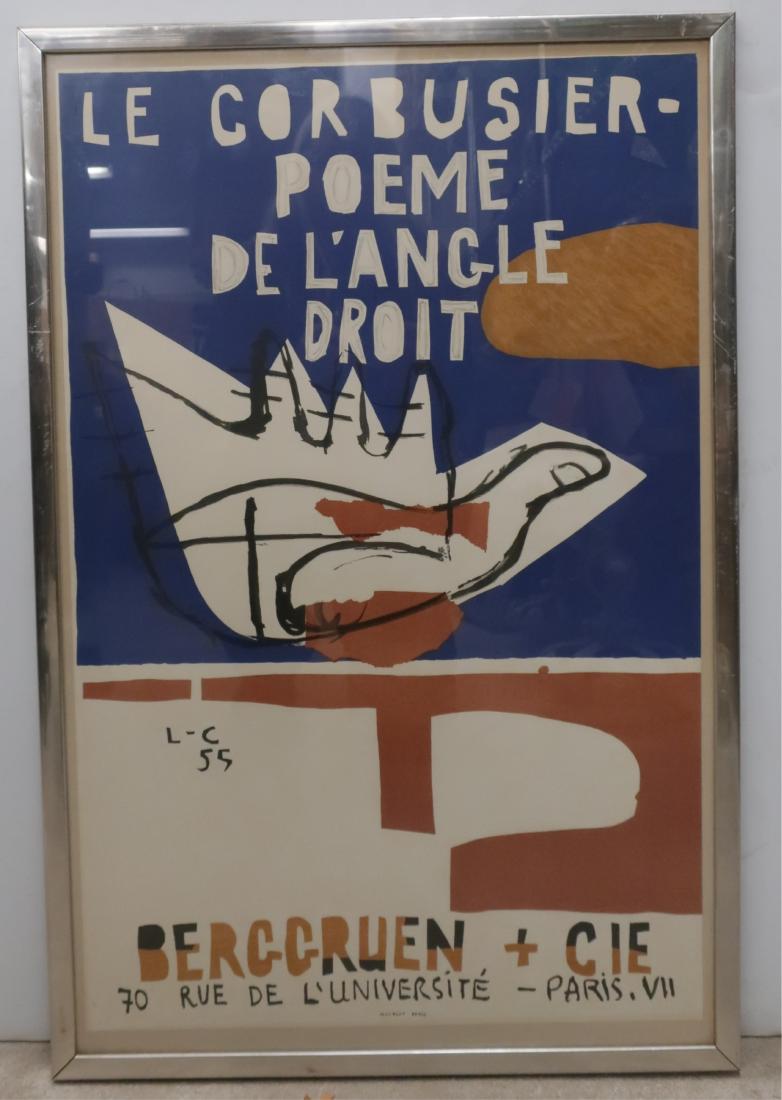 LE CORBUSIER-
POEME
DE L'ANGLE
DROIT
L-C
55
BERGGRUEN + CIE
70 RUE DE L'UNIVERSITÉ – PARIS. VII